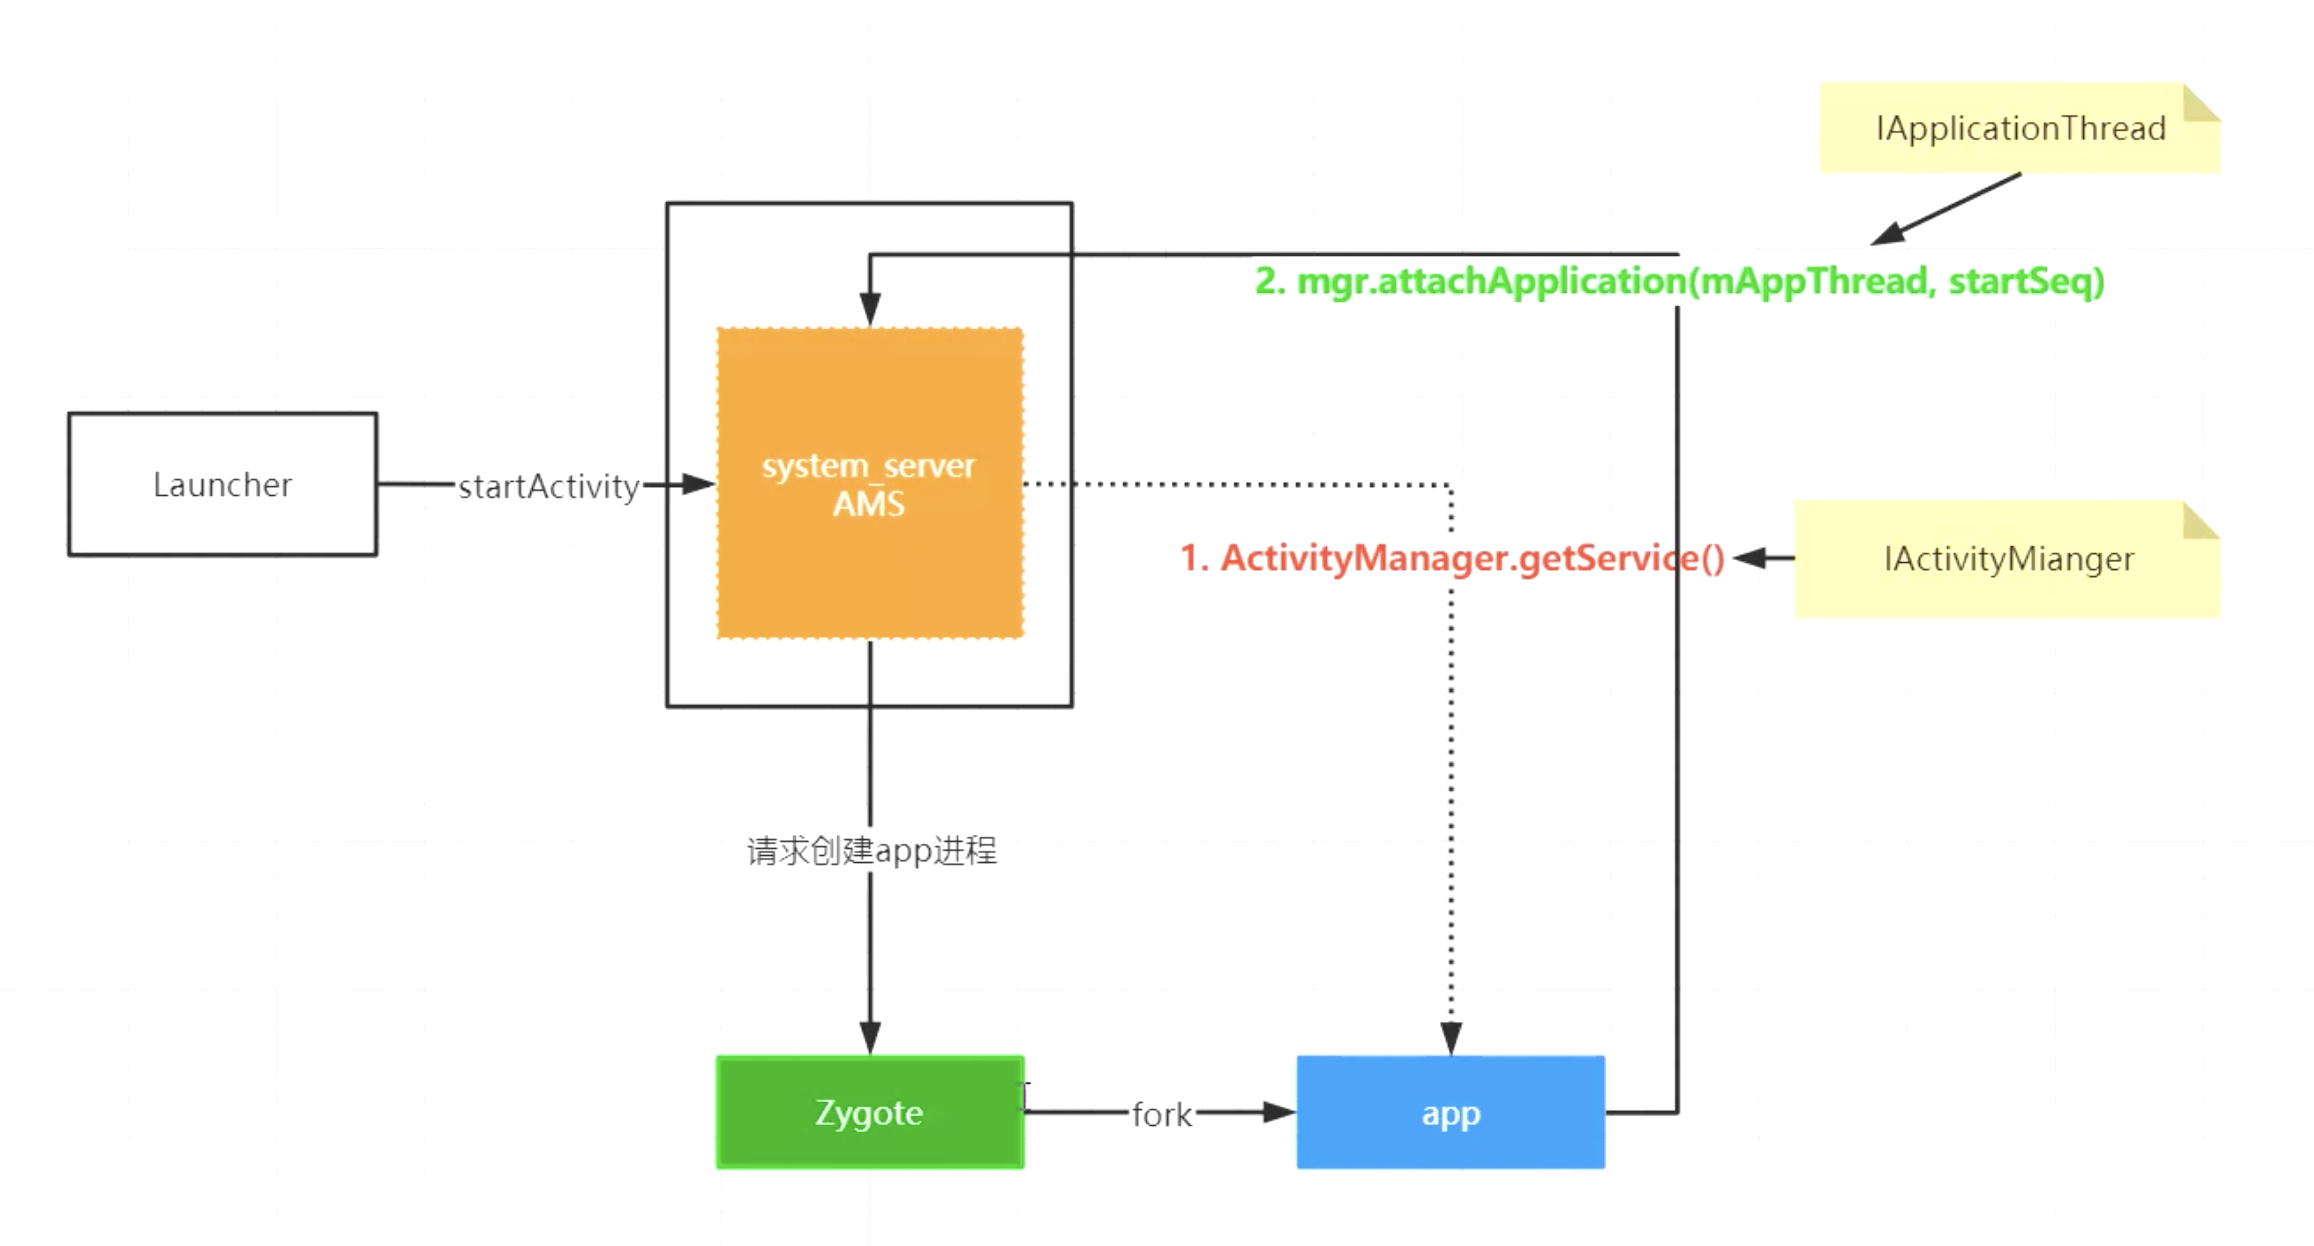 IApplicationThread
2. mgr.attachApplication(mAppThread, startSeq)
Launcher
startActivity
system_server
AMS
1. ActivityManager.getService()
IActivityMianger
请求创建app进程
Zygote
fork
app